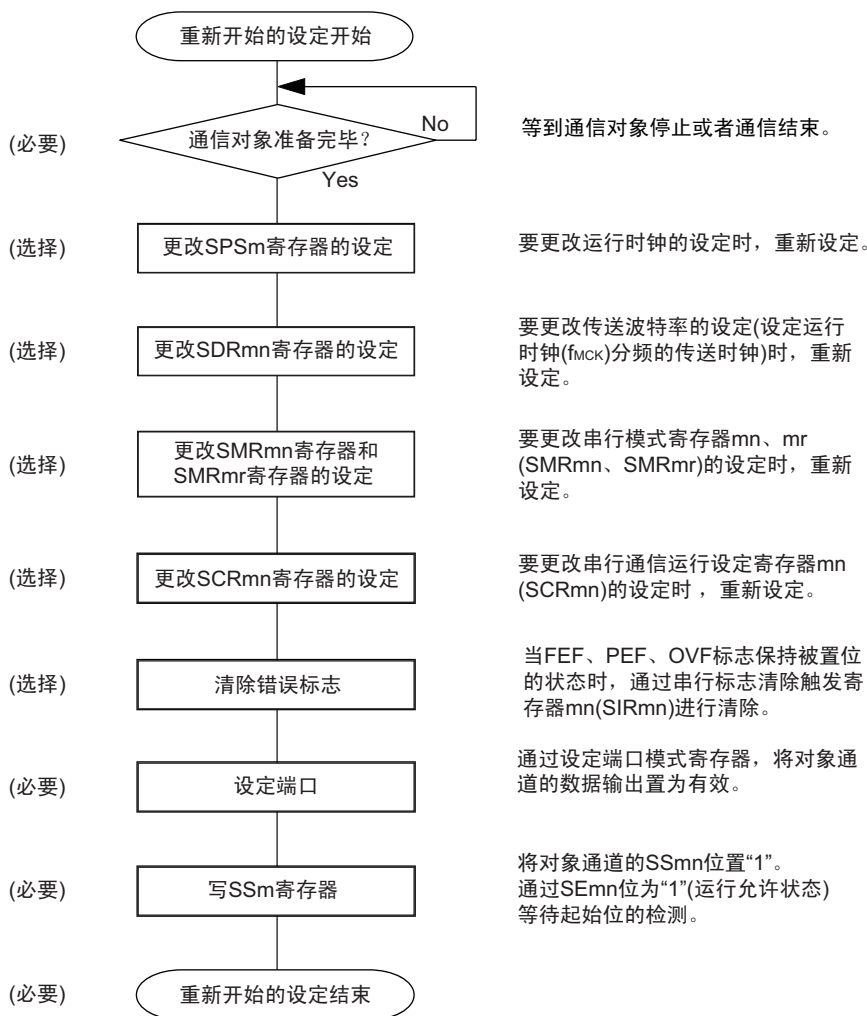 重新开始的设定开始
(必要)
通信对象准备完毕？
No
等到通信对象停止或者通信结束。
Yes
(选择)
更改SPSm寄存器的设定
要更改运行时钟的设定时，重新设定。
(选择)
更改SDRmn寄存器的设定
要更改传送波特率的设定(设定运行
时钟(fMCK)分频的传送时钟)时，重新
设定。
(选择)
更改SMRmn寄存器和
SMRmr寄存器的设定
要更改串行模式寄存器mn、mr
(SMRmn、SMRmr)的设定时，重新
设定。
(选择)
更改SCRmn寄存器的设定
要更改串行通信运行设定寄存器mn
(SCRmn)的设定时，重新设定。
(选择)
清除错误标志
当FEF、PEF、OVF标志保持被置位
的状态时，通过串行标志清除触发寄
存器mn(SIRmn)进行清除。
(必要)
设定端口
通过设定端口模式寄存器，将对象通
道的数据输出置为有效。
(必要)
写SSm寄存器
将对象通道的SSmn位置“1”。
通过SEmn位为“1”(运行允许状态)
等待起始位的检测。
(必要)
重新开始的设定结束